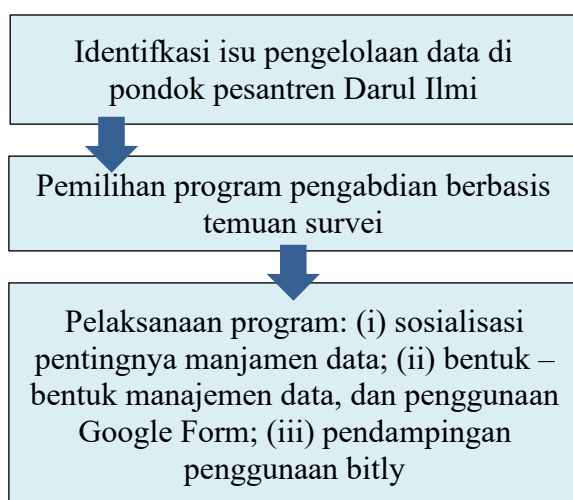 Identifkasi isu pengelolaan data di
pondok pesantren Darul Ilmi
Pemilihan program pengabdian berbasis
temuan survei
Pelaksanaan program: (i) sosialisasi
pentingnya manjamen data; (ii) bentuk –
bentuk manajemen data, dan penggunaan
Google Form; (iii) pendampingan
penggunaan bitly